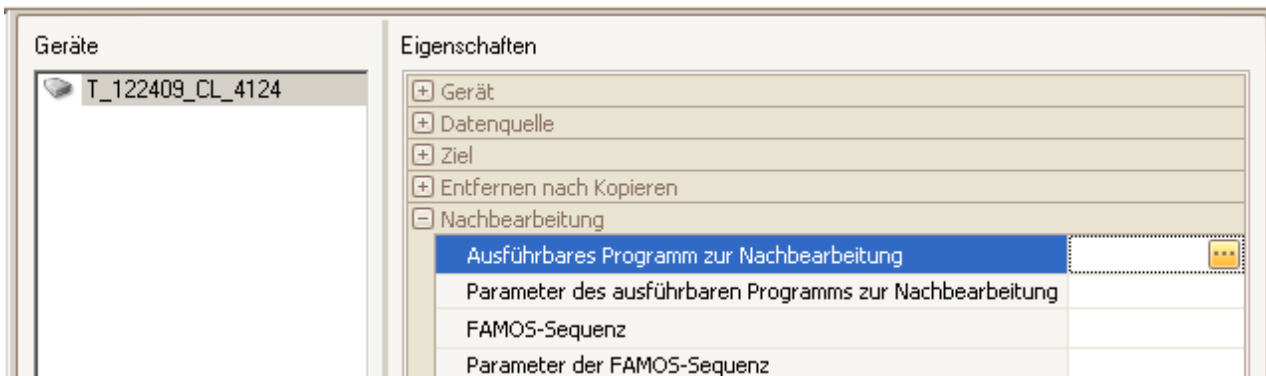 Geräte
T_122409_CL_4124
Eigenschaften
Gerät
Datenquelle
Ziel
Entfernen nach Kopieren
Nachbearbeitung
Ausführbares Programm zur Nachbearbeitung
Parameter des ausführbaren Programms zur Nachbearbeitung
FAMOS-Sequenz
Parameter der FAMOS-Sequenz